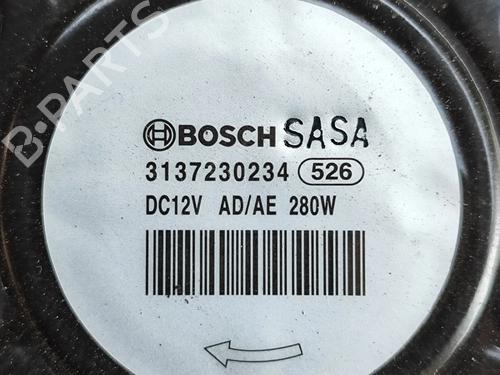 B-PARTS
BOSCH SASA
3137230234 526
DC12V AD/AE 280W